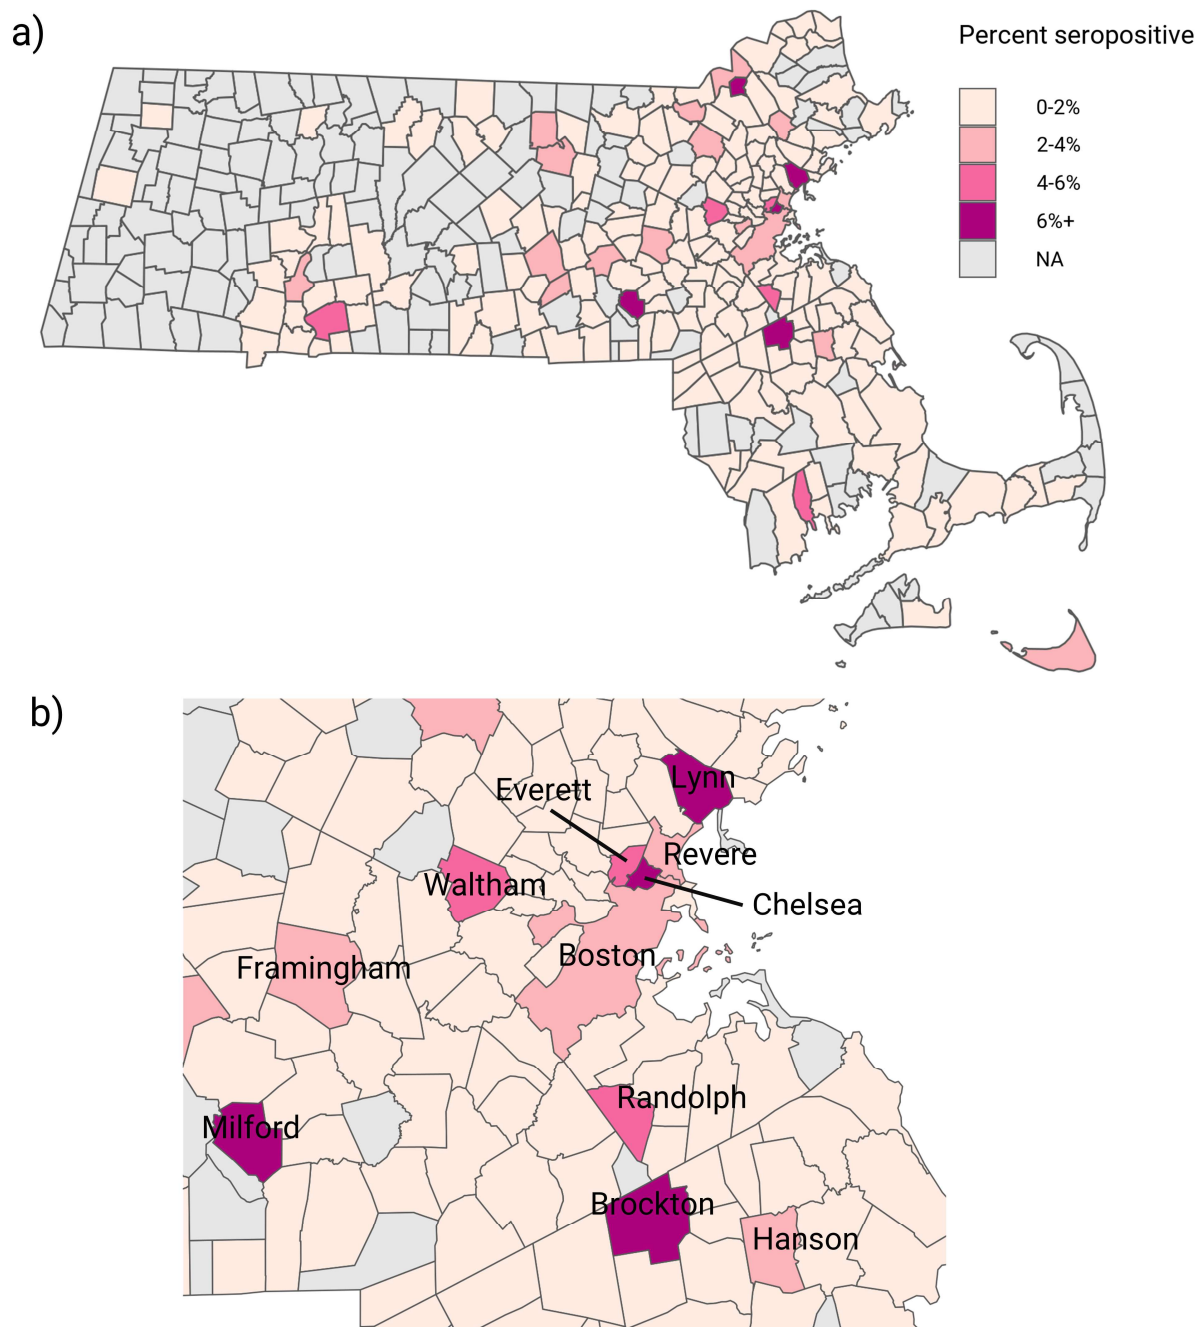 a)
Percent seropositive
0-2%
2-4%
4-6%
6%+
NA
b)
Lynn
Everett
Revere
Waltham
Chelsea
Boston
Framingham
Randolph
Milford
Brockton
Hanson